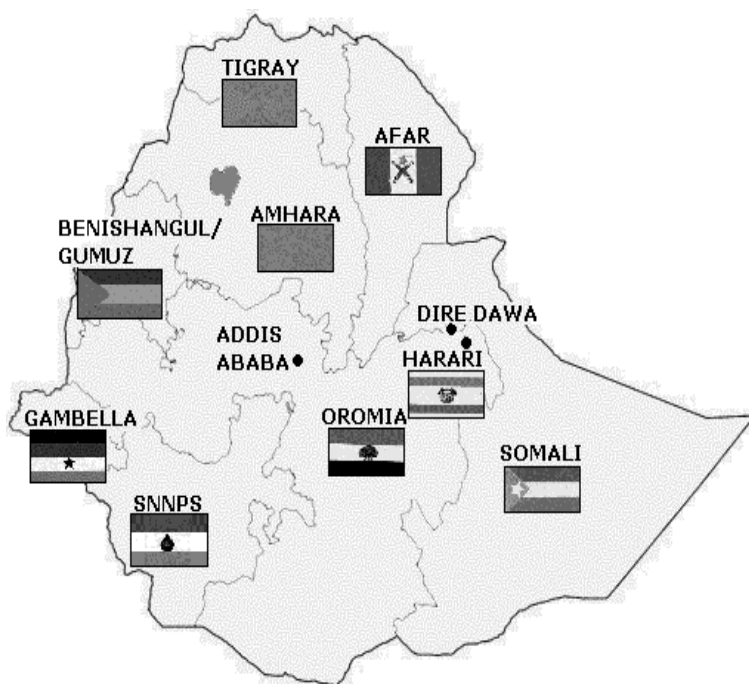 TIGRAY
AFAR
AMHARA
BENISHANGUL/
GUMUZ
DIRE DAWA
ADDIS
ABABA
HARARI
GAMBELLA
OROMIA
SOMALI
SNNPS